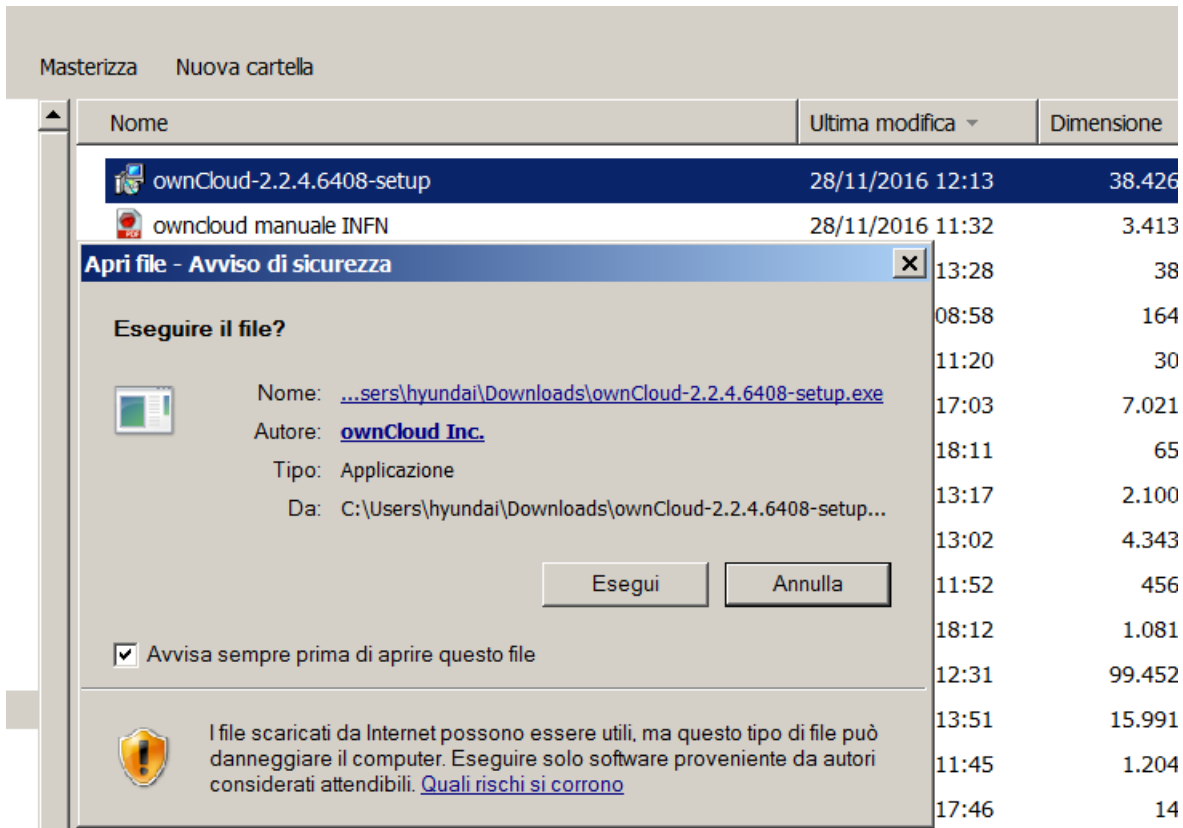 Masterizza Nuova cartella
Nome Ultima modifica Dimensione
ownCloud-2.2.4.6408-setup 28/11/2016 12:13 38.426
owncloud manuale INFN 28/11/2016 11:32 3.413
Apri file - Avviso di sicurezza
13:28 38
Eseguire il file?
08:58 164
11:20 30
Nome: ...sers\hyundai\Downloads\ownCloud-2.2.4.6408-setup.exe
17:03 7.021
Autore: ownCloud Inc.
18:11 65
Tipo: Applicazione
13:17 2.100
Da: C:\Users\hyundai\Downloads\ownCloud-2.2.4.6408-setup...
13:02 4.343
Esegui Annulla
11:52 456
18:12 1.081
Avvisa sempre prima di aprire questo file
12:31 99.452
13:51 15.991
I file scaricati da Internet possono essere utili, ma questo tipo di file può
danneggiare il computer. Eseguire solo software proveniente da autori
11:45 1.204
considerati attendibili. Quali rischi si corrono
17:46 14